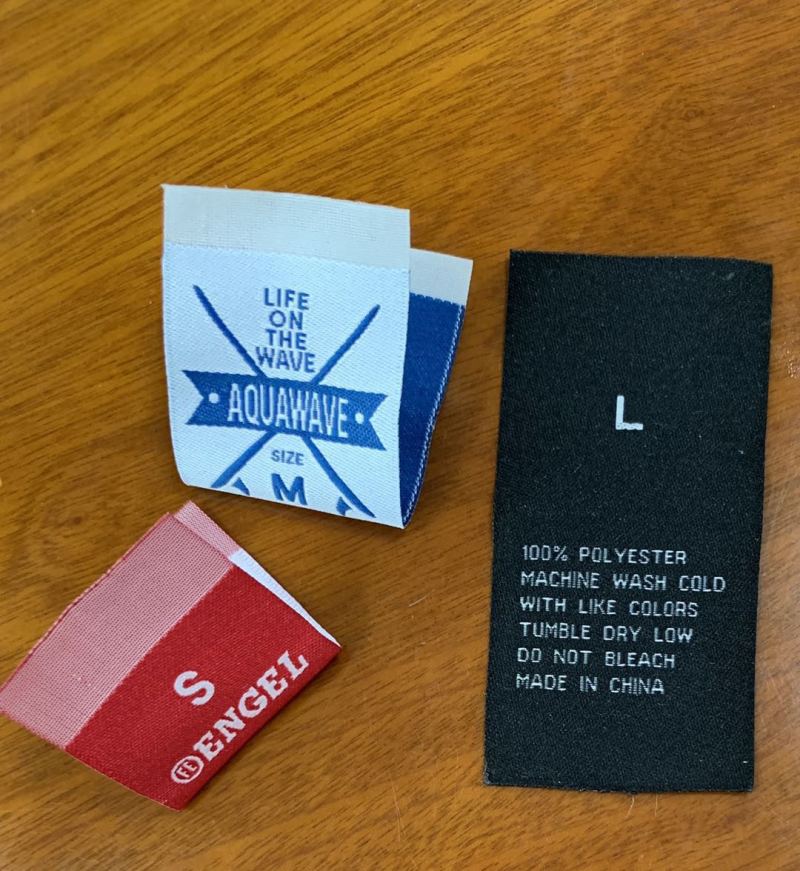 LIFE
ON
THE
WAVE
AQUAWAVE
SIZE
M
S
FE ENGEL
L
100% POLYESTER
MACHINE WASH COLD
WITH LIKE COLORS
TUMBLE DRY LOW
DO NOT BLEACH
MADE IN CHINA